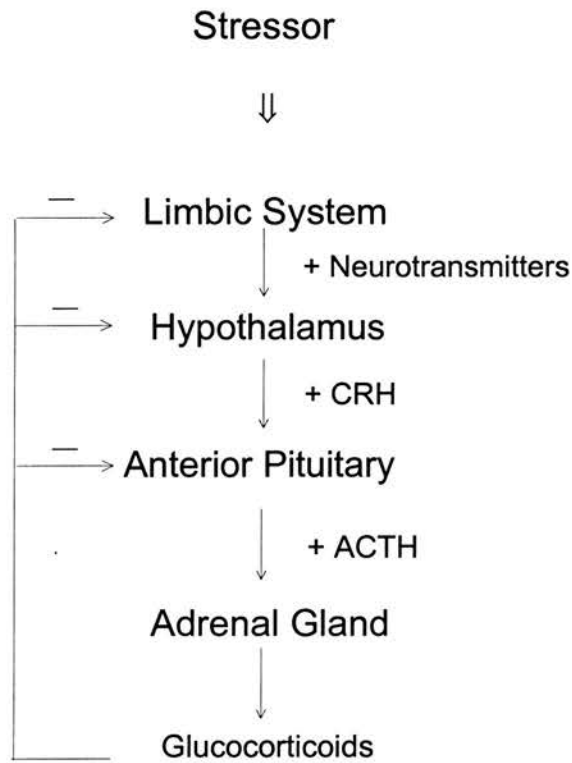 Stressor
Limbic System
+ Neurotransmitters
Hypothalamus
+ CRH
Anterior Pituitary
+ ACTH
Adrenal Gland
Glucocorticoids